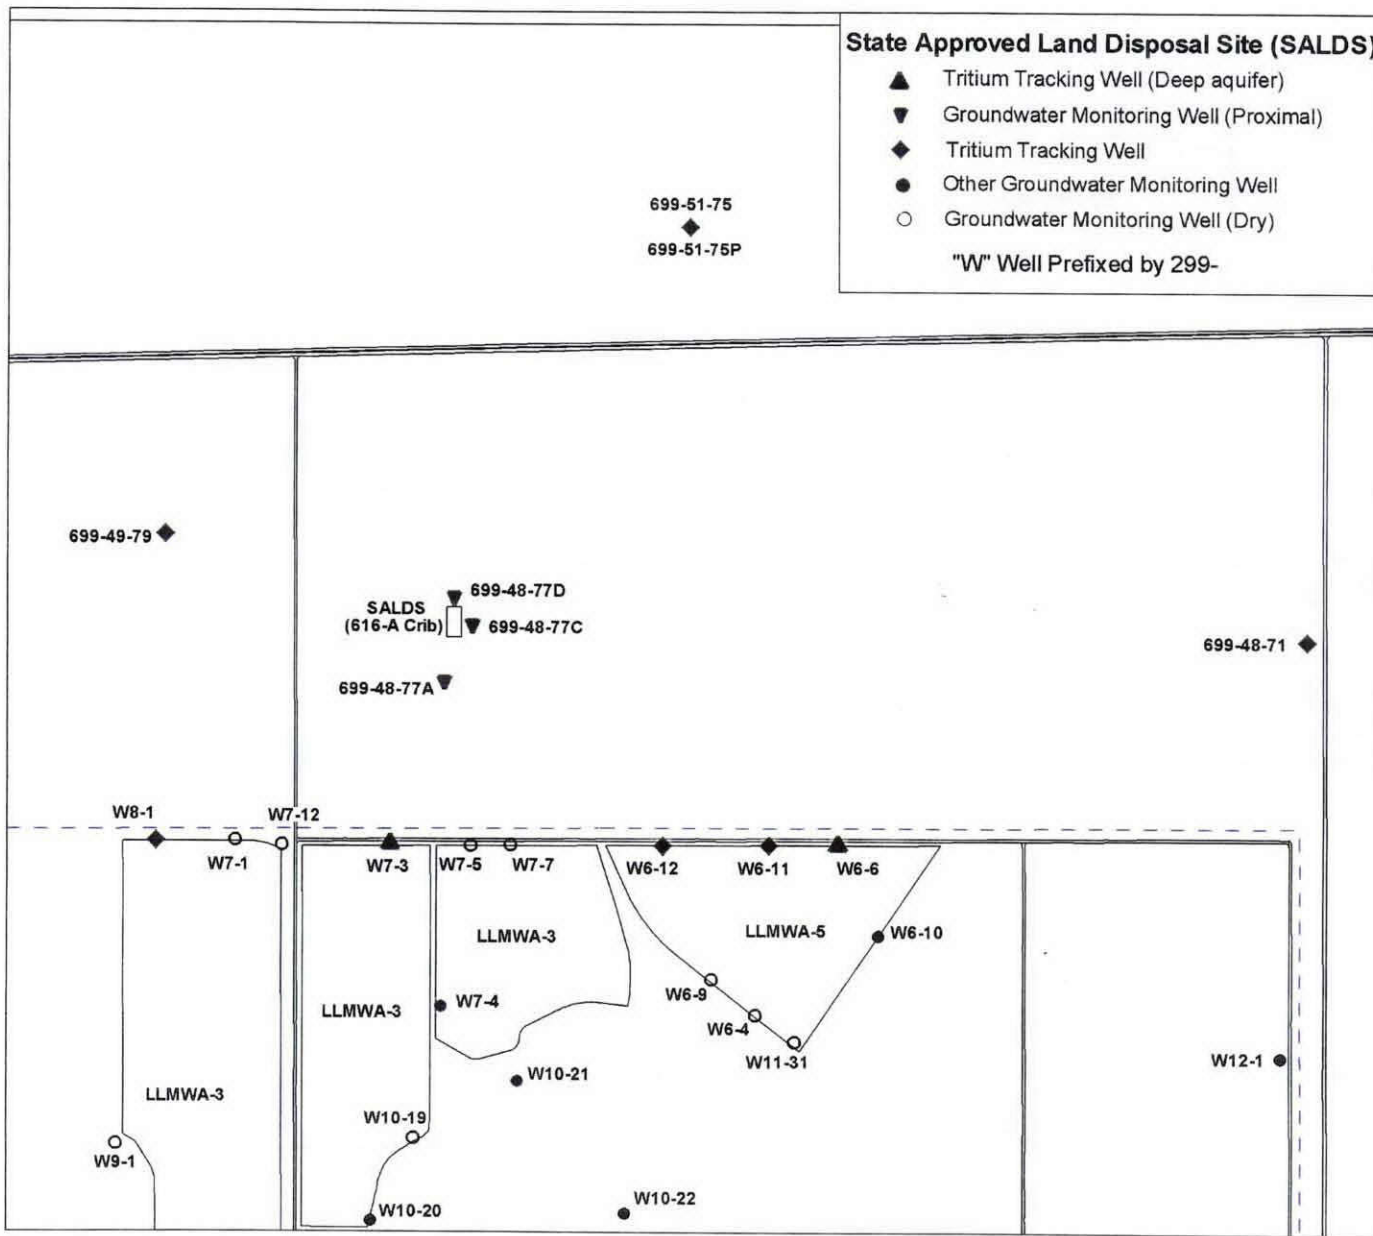 State Approved Land Disposal Site (SALDS)
Tritium Tracking Well (Deep aquifer)
Groundwater Monitoring Well (Proximal)
Tritium Tracking Well
Other Groundwater Monitoring Well
Groundwater Monitoring Well (Dry)
"W" Well Prefixed by 299-
699-51-75
699-51-75P
699-49-79
699-48-77D
SALDS
(616-A Crib)
699-48-77C
699-48-71
699-48-77A
W8-1
W7-12
W7-1
W7-3
W7-5
W7-7
W6-12
W6-11
W6-6
LLMWA-3
LLMWA-5
W6-10
W6-9
W7-4
LLMWA-3
W6-4
W11-31
W12-1
W10-21
LLMWA-3
W10-19
W9-1
W10-22
W10-20